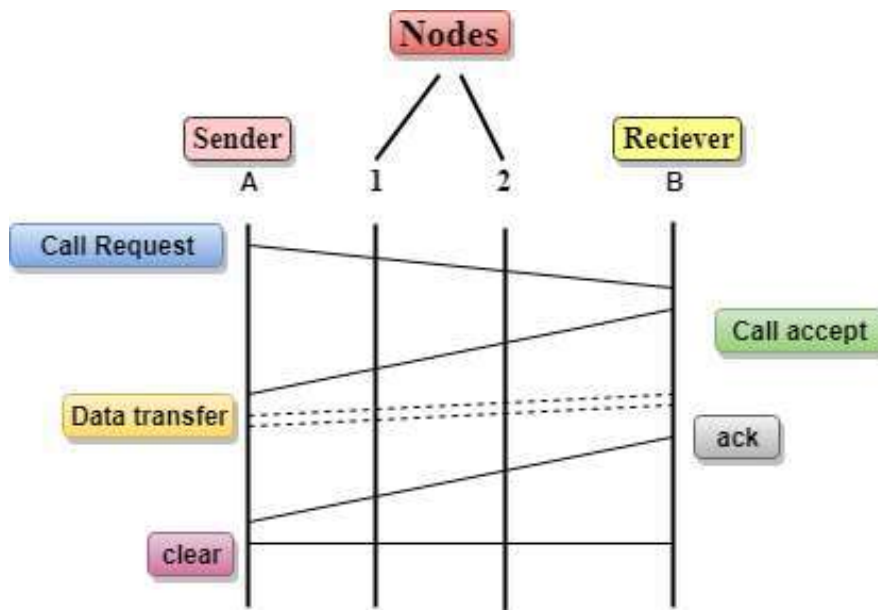 Nodes
Sender
Reciever
A
1
2
B
Call Request
Call accept
Data transfer
ack
clear